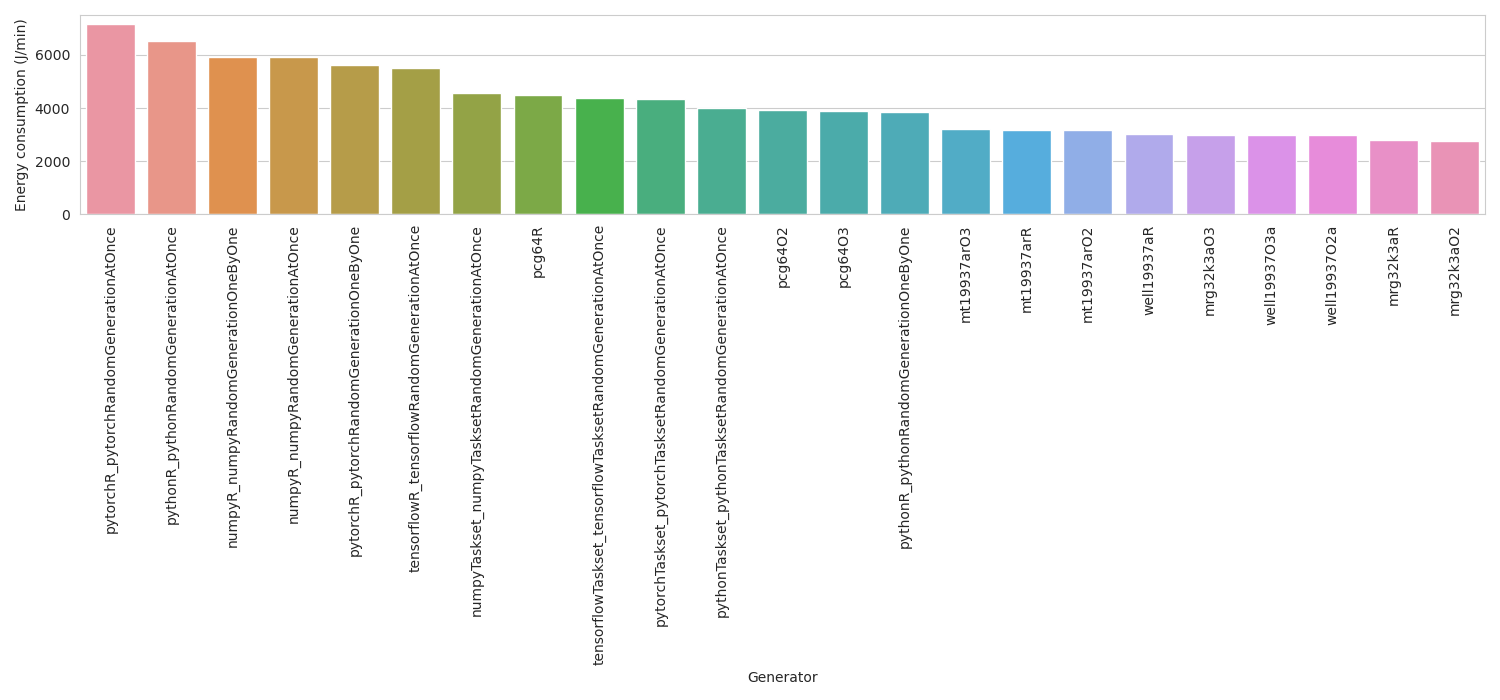 Energy consumption (J/min)
6000
4000
2000
0
pytorchR_pytorchRandomGenerationAtOnce
pythonR_pythonRandomGenerationAtOnce
numpyR_numpyRandomGenerationOneByOne
numpyR_numpyRandomGenerationAtOnce
pytorchR_pytorchRandomGenerationOneByOne
tensorflowR_tensorflowRandomGenerationAtOnce
numpyTaskset_numpyTasksetRandomGenerationAtOnce
pcg64R
tensorflowTaskset_tensorflowTasksetRandomGenerationAtOnce
pytorchTaskset_pytorchTasksetRandomGenerationAtOnce
pythonTaskset_pythonTasksetRandomGenerationAtOnce
pcg64O2
pcg64O3
pythonR_pythonRandomGenerationOneByOne
mt19937arO3
mt19937arR
mt19937arO2
well19937aR
mrg32k3aO3
well19937O3a
well19937O2a
mrg32k3aR
mrg32k3aO2
Generator